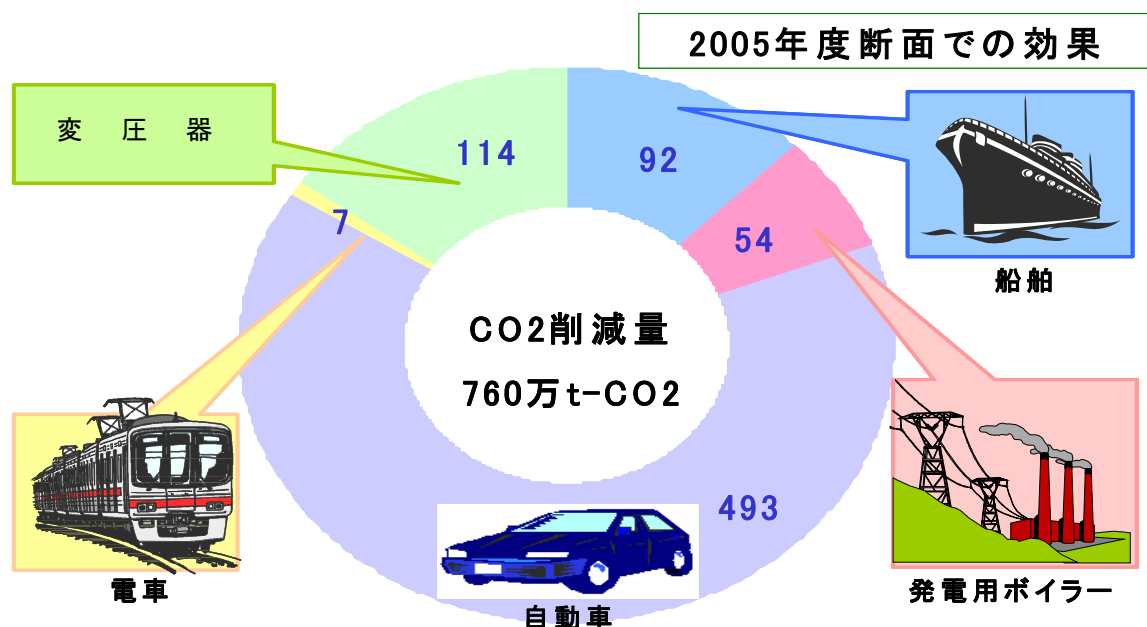 2005年度断面での効果
変圧器
114
92
7
54
船舶
CO2削減量
760万t-CO2
493
電車
自動車
発電用ボイラー